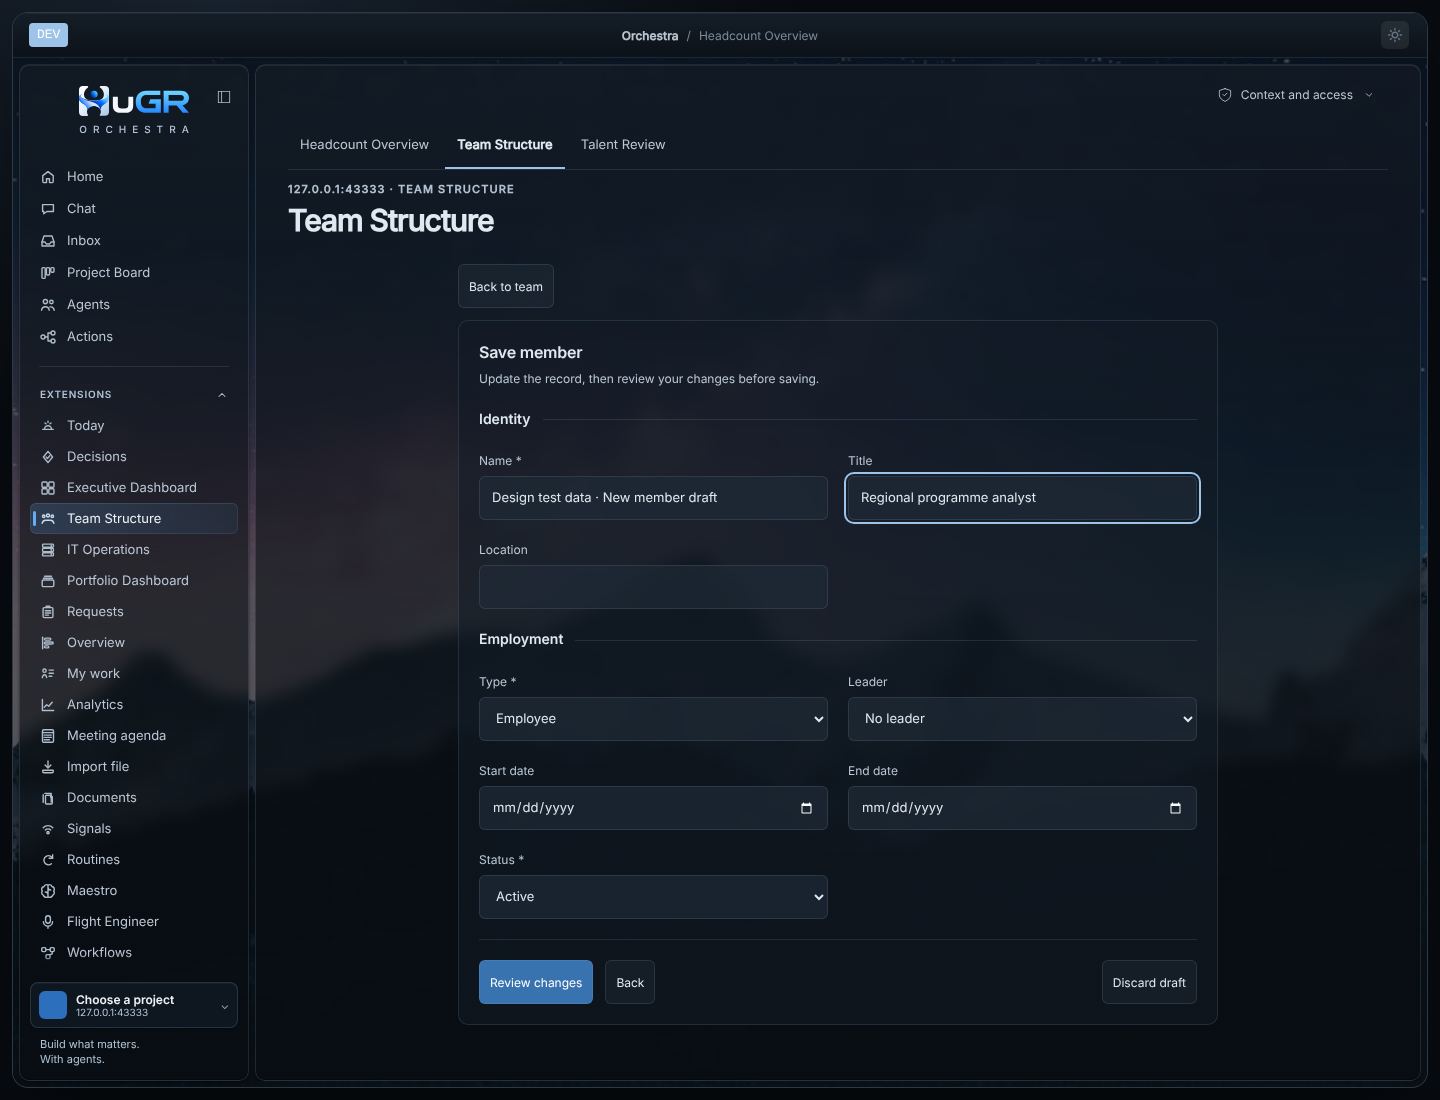 DEV
Orchestra / Headcount Overview
HuGR
ORCHESTRA
Context and access
Home
Chat
Inbox
Project Board
Agents
Actions
EXTENSIONS
Today
Decisions
Executive Dashboard
Team Structure
IT Operations
Portfolio Dashboard
Requests
Overview
My work
Analytics
Meeting agenda
Import file
Documents
Signals
Routines
Maestro
Flight Engineer
Workflows
Choose a project
127.0.0.1:43333
Build what matters.
With agents.
Headcount Overview Team Structure Talent Review
127.0.0.1:43333 · TEAM STRUCTURE
Team Structure
Back to team
Save member
Update the record, then review your changes before saving.
Identity
Name * Title
Design test data · New member draft Regional programme analyst
Location
Employment
Type * Leader
Employee No leader
Start date End date
mm/dd/yyyy mm/dd/yyyy
Status *
Active
Review changes Back Discard draft